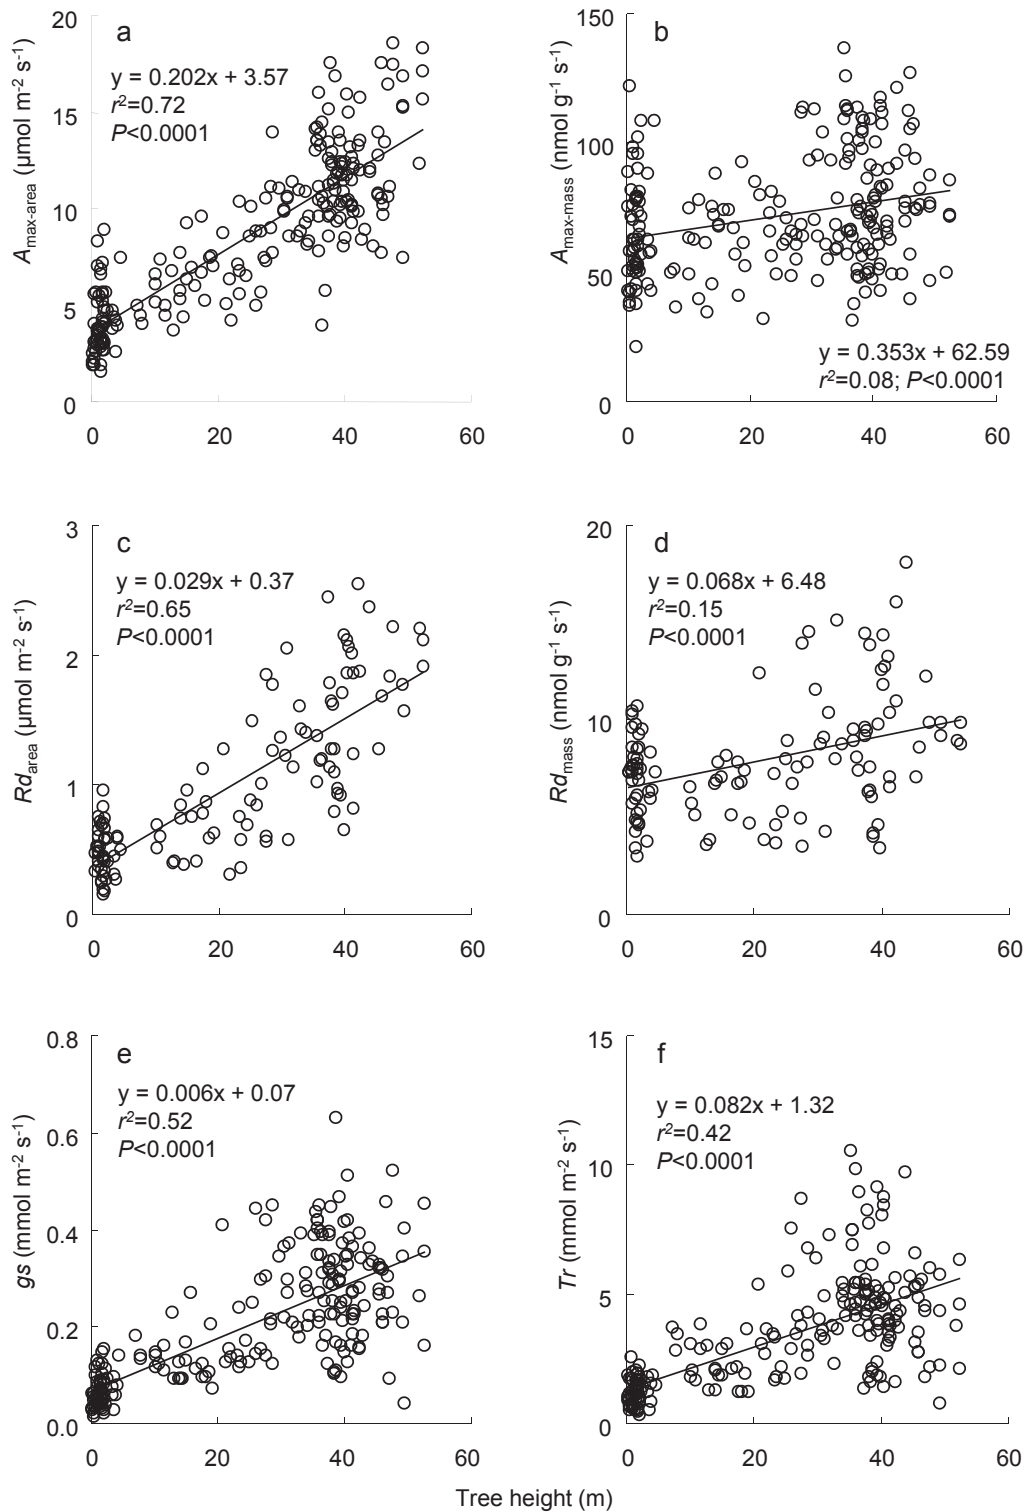 a
y = 0.202x + 3.57
r²=0.72
P<0.0001
A max-area (µmol m⁻² s⁻¹)
20
15
10
5
0
0 20 40 60
b
y = 0.353x + 62.59
r²=0.08; P<0.0001
A max-mass (nmol g⁻¹ s⁻¹)
150
100
50
0
0 20 40 60
c
y = 0.029x + 0.37
r²=0.65
P<0.0001
Rd area (µmol m⁻² s⁻¹)
3
2
1
0
0 20 40 60
d
y = 0.068x + 6.48
r²=0.15
P<0.0001
Rd mass (nmol g⁻¹ s⁻¹)
20
10
0
0 20 40 60
e
y = 0.006x + 0.07
r²=0.52
P<0.0001
gs (mmol m⁻² s⁻¹)
0.8
0.6
0.4
0.2
0.0
0 20 40 60
f
y = 0.082x + 1.32
r²=0.42
P<0.0001
Tr (mmol m⁻² s⁻¹)
15
10
5
0
0 20 40 60
Tree height (m)